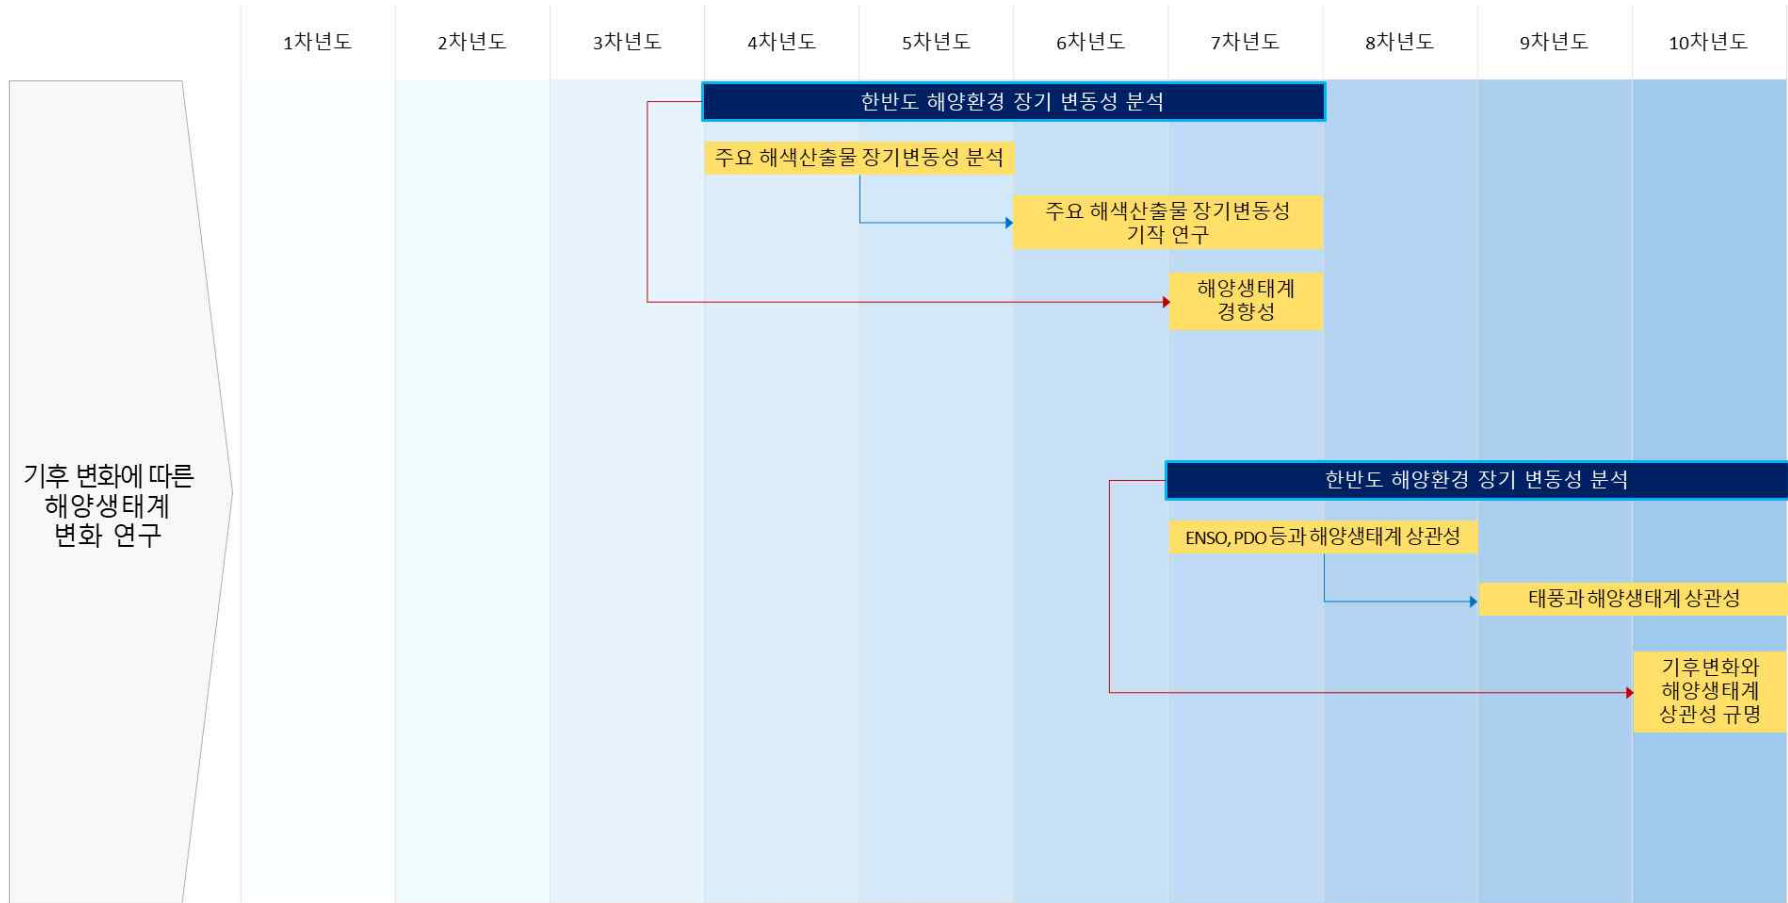 1차년도 2차년도 3차년도 4차년도 5차년도 6차년도 7차년도 8차년도 9차년도 10차년도
기후 변화에 따른
해양생태계
변화 연구
한반도 해양환경 장기 변동성 분석
주요 해색산출물 장기변동성 분석
주요 해색산출물 장기변동성
기작 연구
해양생태계
경향성
한반도 해양환경 장기 변동성 분석
ENSO, PDO 등과 해양생태계 상관성
태풍과 해양생태계 상관성
기후변화와
해양생태계
상관성 규명